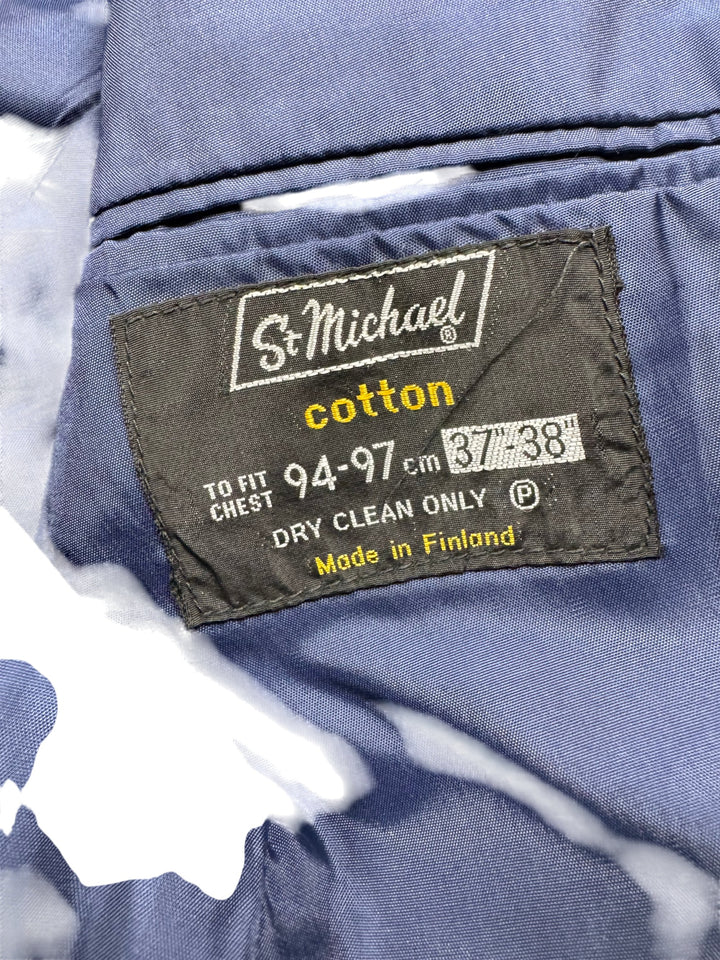 St Michael ®
cotton
TO FIT CHEST 94-97 cm 37"-38"
DRY CLEAN ONLY Ⓟ
Made in Finland